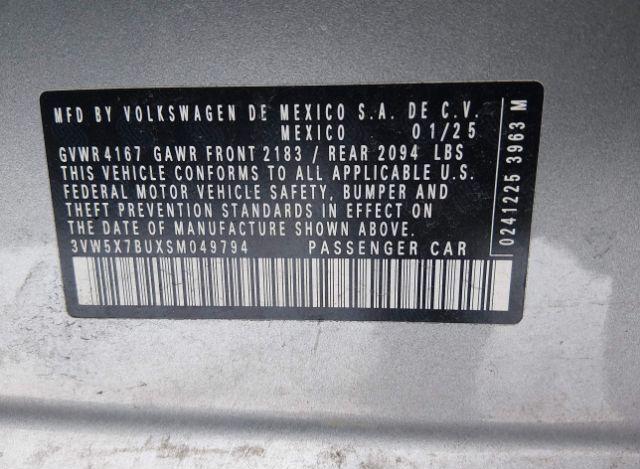 MFD BY VOLKSWAGEN DE MEXICO S.A. DE C.V.
MEXICO 01/25
GVWR 4167 GAWR FRONT 2183 / REAR 2094 LBS
THIS VEHICLE CONFORMS TO ALL APPLICABLE U.S.
FEDERAL MOTOR VEHICLE SAFETY, BUMPER AND
THEFT PREVENTION STANDARDS IN EFFECT ON
THE DATE OF MANUFACTURE SHOWN ABOVE.
3VW5X7BUXSM049794 PASSENGER CAR
0241225 3963 M